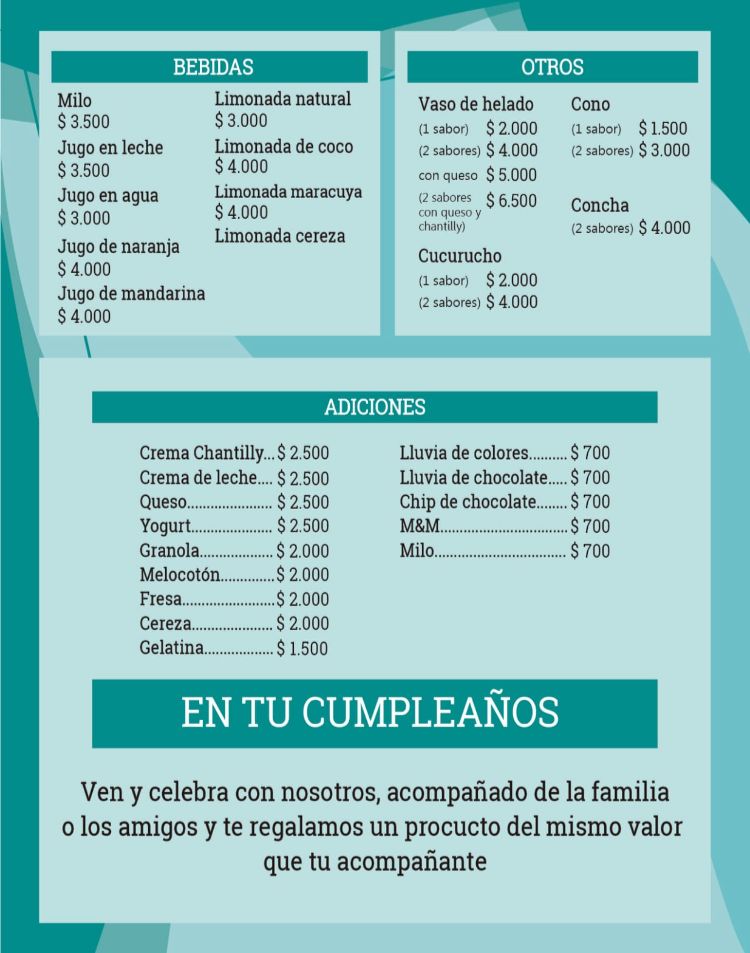 BEBIDAS
Milo
$ 3.500
Jugo en leche
$ 3.500
Jugo en agua
$ 3.000
Jugo de naranja
$ 4.000
Jugo de mandarina
$ 4.000
Limonada natural
$ 3.000
Limonada de coco
$ 4.000
Limonada maracuya
$ 4.000
Limonada cereza
OTROS
Vaso de helado
(1 sabor) $ 2.000
(2 sabores) $ 4.000
con queso $ 5.000
(2 sabores $ 6.500
con queso y
chantilly)
Cucurucho
(1 sabor) $ 2.000
(2 sabores) $ 4.000
Cono
(1 sabor) $ 1.500
(2 sabores) $ 3.000
Concha
(2 sabores) $ 4.000
ADICIONES
Crema Chantilly... $ 2.500
Crema de leche.... $ 2.500
Queso...................... $ 2.500
Yogurt..................... $ 2.500
Granola................... $ 2.000
Melocotón.............. $ 2.000
Fresa........................ $ 2.000
Cereza..................... $ 2.000
Gelatina.................. $ 1.500
Lluvia de colores.......... $ 700
Lluvia de chocolate..... $ 700
Chip de chocolate........ $ 700
M&M................................. $ 700
Milo.................................. $ 700
EN TU CUMPLEAÑOS
Ven y celebra con nosotros, acompañado de la familia
o los amigos y te regalamos un procucto del mismo valor
que tu acompañante